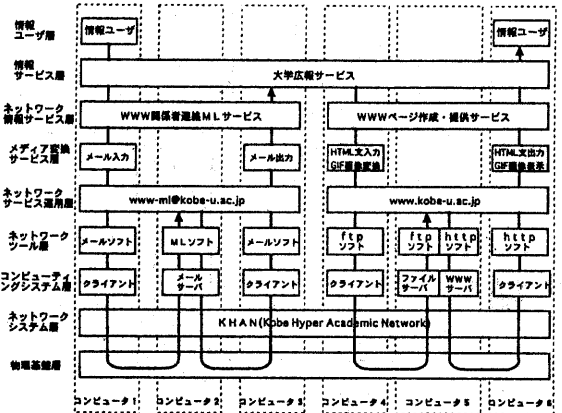 情報
ユーザ層
情報ユーザ
情報ユーザ
情報
サービス層
大学広報サービス
ネットワーク
情報サービス層
WWW関係者連絡MLサービス
WWWページ作成・提供サービス
メディア変換
サービス層
メール入力
メール出力
HTML文入力
GIF画像変換
HTML文出力
GIF画像表示
ネットワーク
サービス運用層
www-ml@kobe-u.ac.jp
www.kobe-u.ac.jp
ネットワーク
ツール層
メールソフト
MLソフト
メールソフト
ftp
ソフト
ftp
ソフト
http
ソフト
http
ソフト
コンピューティ
ングシステム層
クライアント
メール
サーバ
クライアント
クライアント
ファイル
サーバ
WWW
サーバ
クライアント
ネットワーク
システム層
KHAN(Kobe Hyper Academic Network)
物理基盤層
コンピュータ1
コンピュータ2
コンピュータ3
コンピュータ4
コンピュータ5
コンピュータ6